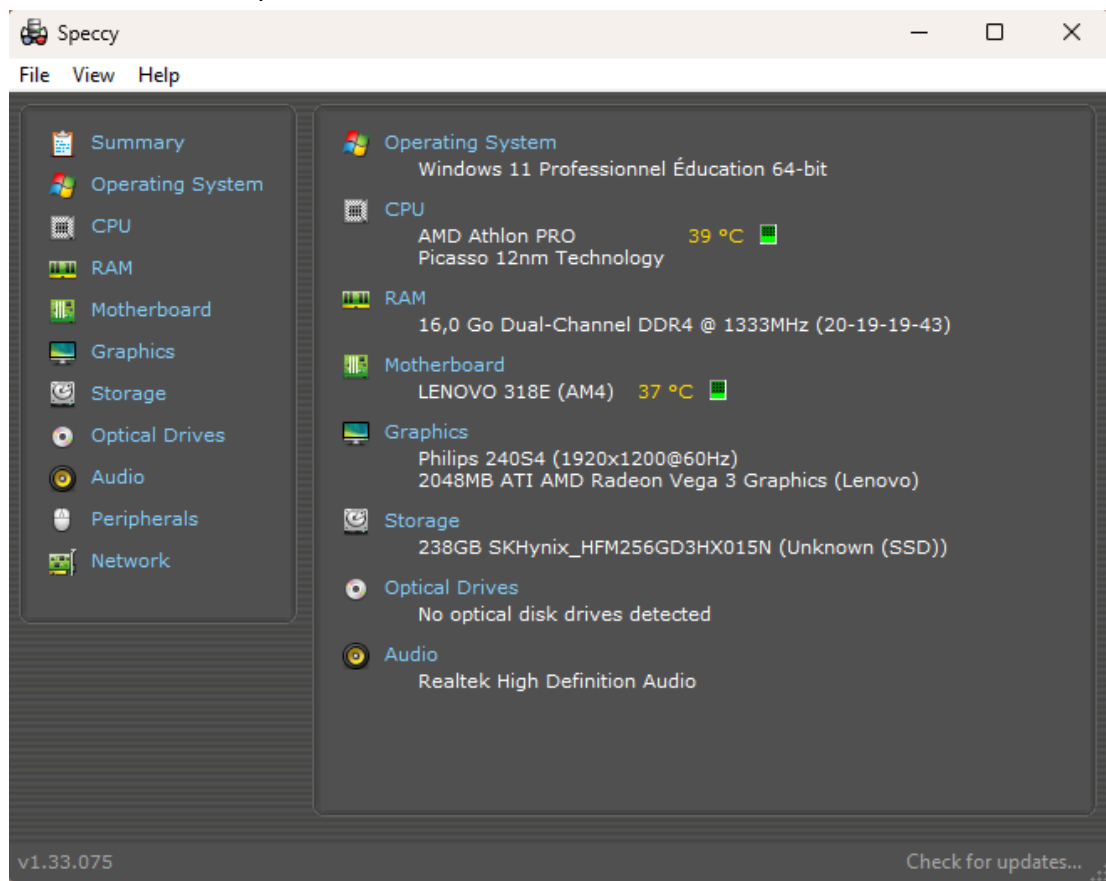 Speccy
File View Help
Summary
Operating System
CPU
RAM
Motherboard
Graphics
Storage
Optical Drives
Audio
Peripherals
Network
Operating System
Windows 11 Professionnel Éducation 64-bit
CPU
AMD Athlon PRO 39 °C
Picasso 12nm Technology
RAM
16,0 Go Dual-Channel DDR4 @ 1333MHz (20-19-19-43)
Motherboard
LENOVO 318E (AM4) 37 °C
Graphics
Philips 240S4 (1920x1200@60Hz)
2048MB ATI AMD Radeon Vega 3 Graphics (Lenovo)
Storage
238GB SKHynix_HFM256GD3HX015N (Unknown (SSD))
Optical Drives
No optical disk drives detected
Audio
Realtek High Definition Audio
v1.33.075
Check for updates...